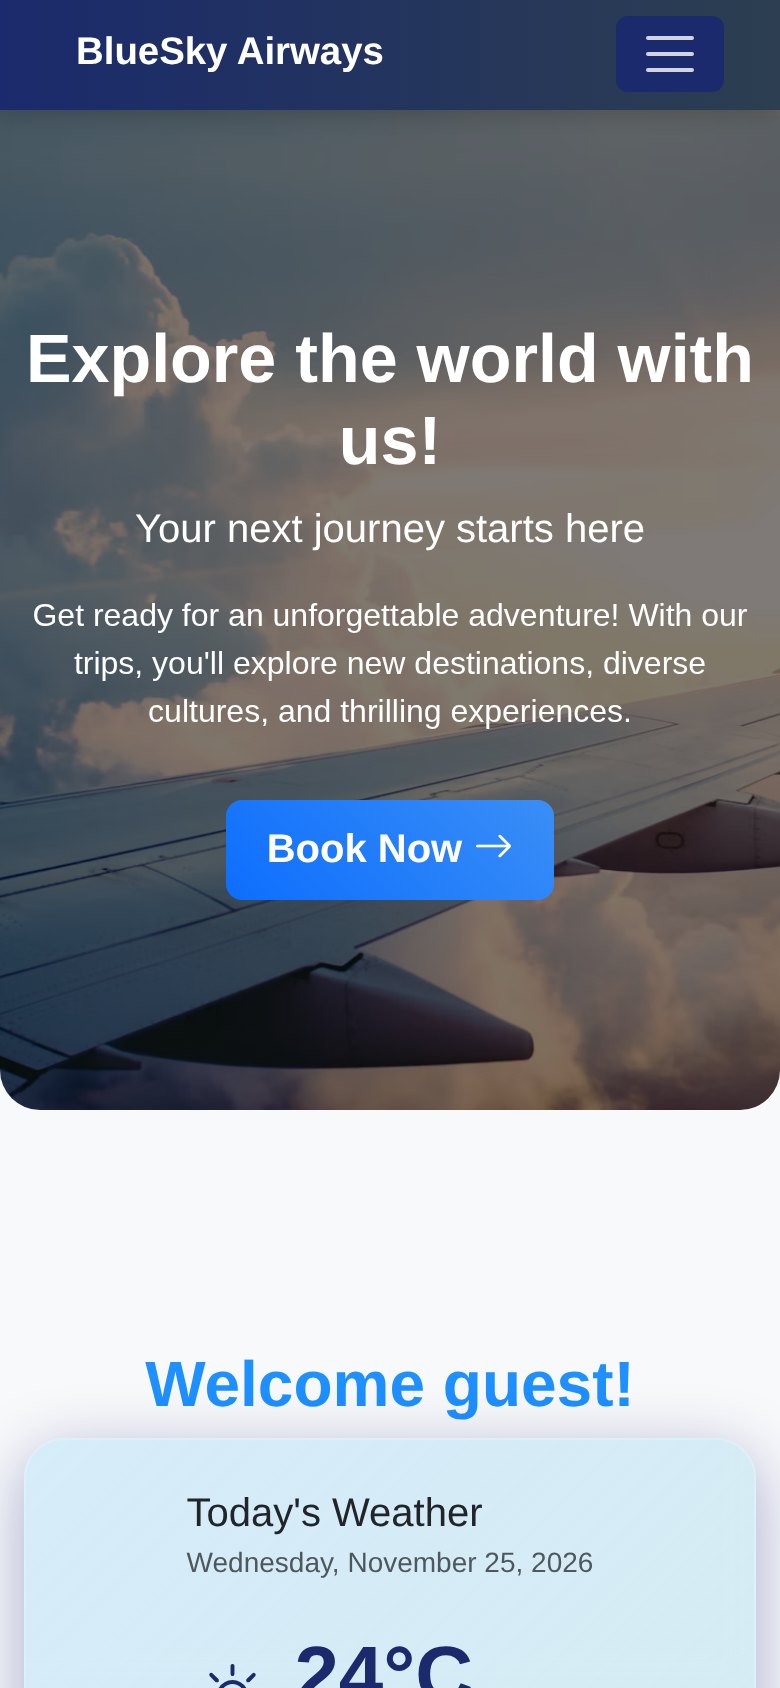 BlueSky Airways
Explore the world with
us!
Your next journey starts here
Get ready for an unforgettable adventure! With our
trips, you'll explore new destinations, diverse
cultures, and thrilling experiences.
Book Now →
Welcome guest!
Today's Weather
Wednesday, November 25, 2026
24°C